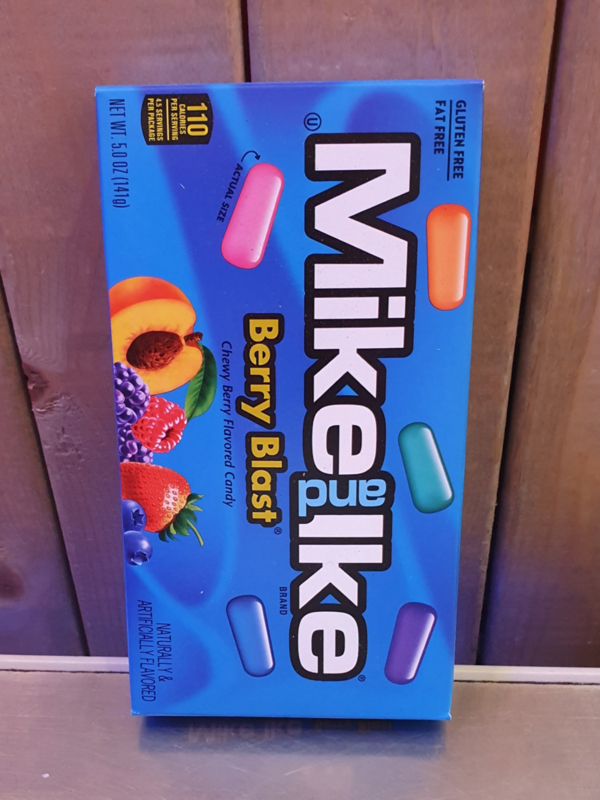 GLUTEN FREE
FAT FREE
Mike and Ike®
BRAND
Berry Blast®
Chewy Berry Flavored Candy
ACTUAL SIZE
U
110
CALORIES
PER SERVING
4.5 SERVINGS
PER PACKAGE
NET WT. 5.0 OZ (141g)
NATURALLY &
ARTIFICIALLY FLAVORED